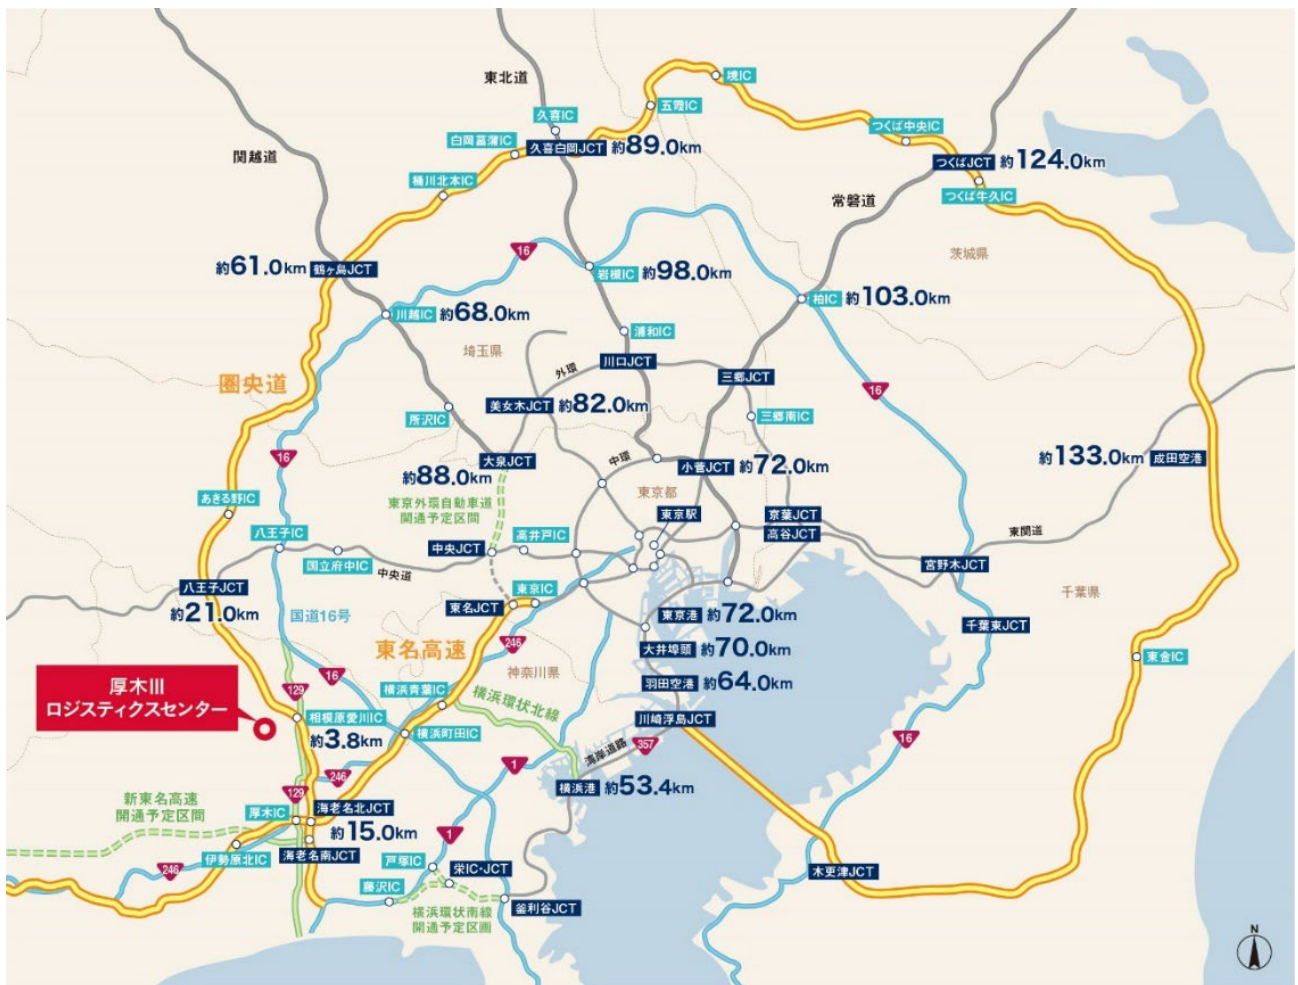 境IC
東北道
五霞IC
久喜IC
つくば中央IC
白岡菖蒲IC
久喜白岡JCT 約89.0km
関越道
つくばJCT 約124.0km
桶川北本IC
つくば牛久IC
常磐道
16
茨城県
約61.0km 鶴ヶ島JCT
岩槻IC 約98.0km
柏IC 約103.0km
川越IC 約68.0km
浦和IC
埼玉県
川口JCT
外環
三郷JCT
圏央道
16
美女木JCT 約82.0km
所沢IC
三郷南IC
16
大泉JCT
中環
小菅JCT 約72.0km
約133.0km 成田空港
約88.0km
東京外環自動車道
開通予定区間
東京都
あきる野IC
東京駅
京葉JCT
八王子IC
高井戸IC
高谷JCT
東関道
中央JCT
国立府中IC
中央道
宮野木JCT
八王子JCT
東京IC
千葉県
約21.0km
東名JCT
国道16号
東京港 約72.0km
千葉東JCT
東名高速
246
大井埠頭 約70.0km
東金IC
16
神奈川県
厚木III
ロジスティクスセンター
129
横浜青葉IC
羽田空港 約64.0km
横浜環状北線
相模原愛川IC
川崎浮島JCT
約3.8km
横浜町田IC
16
357
湾岸道路
1
246
横浜港 約53.4km
129
新東名高速
開通予定区間
厚木IC
海老名北JCT
約15.0km
1
伊勢原北IC
海老名南JCT
戸塚IC
246
栄IC・JCT
木更津JCT
藤沢IC
釜利谷JCT
横浜環状南線
開通予定区画
N